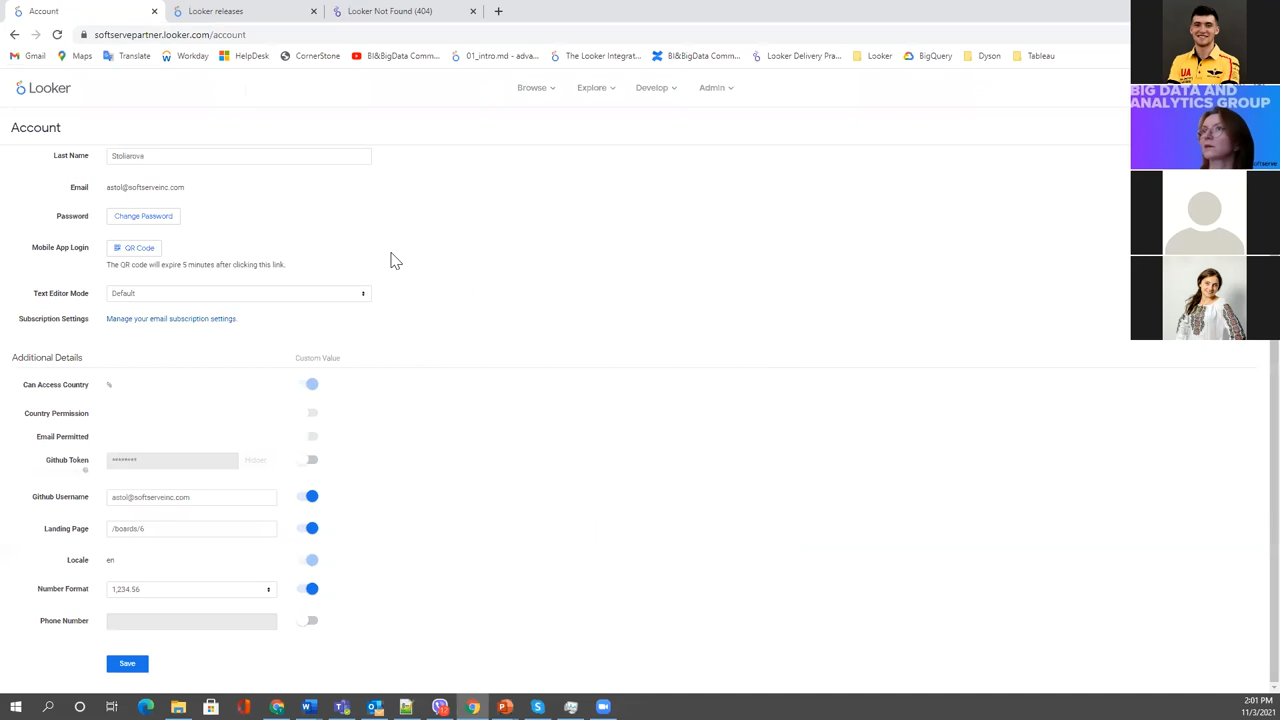 Account
Looker releases
Looker Not Found (404)
softservepartner.looker.com/account
Gmail
Maps
Translate
Workday
HelpDesk
CornerStone
BI&BigData Comm...
01_intro.md - adva...
The Looker Integrat...
BI&BigData Comm...
Looker Delivery Pra...
Looker
BigQuery
Dyson
Tableau
Looker
Browse
Explore
Develop
Admin
BIG DATA AND
ANALYTICS GROUP
softserve
Account
Last Name
Stoliarova
Email
astol@softserveinc.com
Password
Change Password
Mobile App Login
QR Code
The QR code will expire 5 minutes after clicking this link.
Text Editor Mode
Default
Subscription Settings
Manage your email subscription settings.
Additional Details
Custom Value
Can Access Country
%
Country Permission
Email Permitted
Github Token
********
Github Username
astol@softserveinc.com
Landing Page
/boards/6
Locale
en
Number Format
1,234.56
Phone Number
Save
2:01 PM
11/3/2021